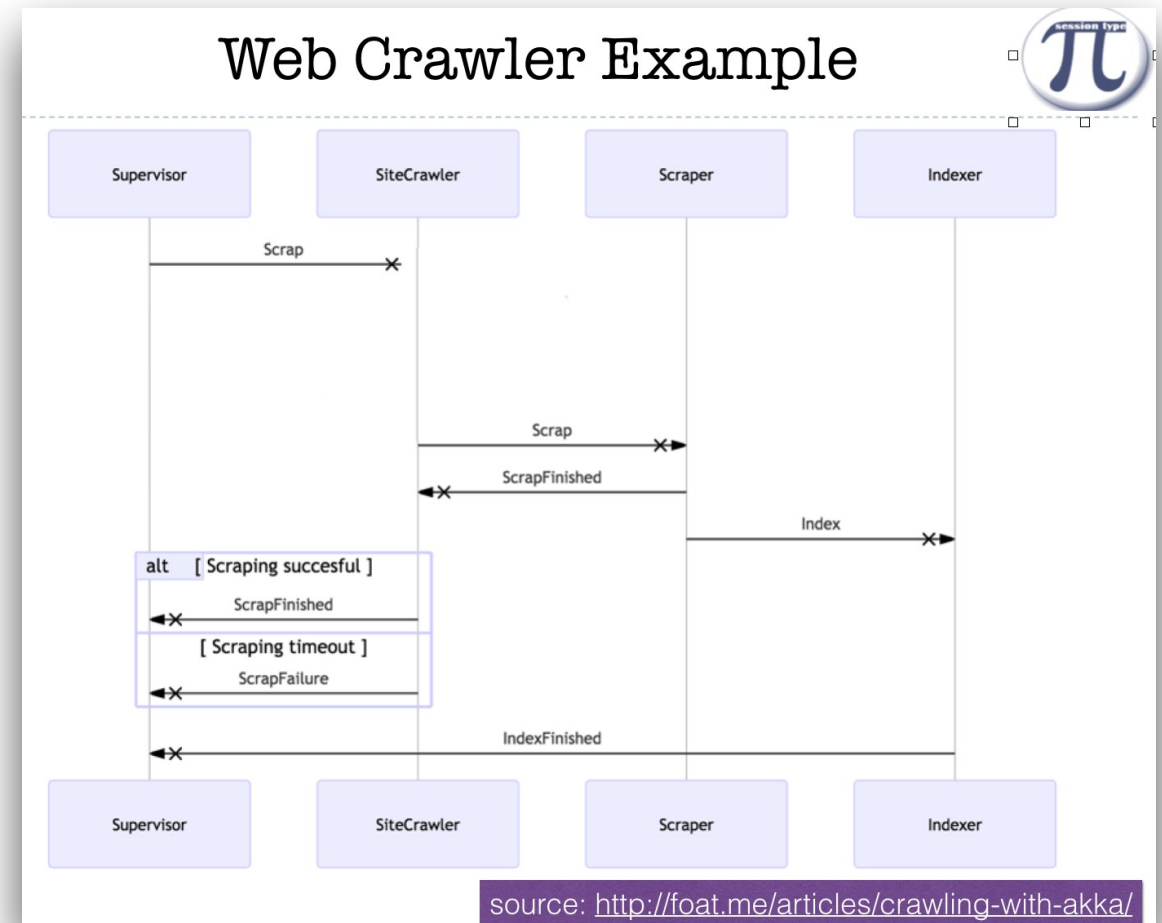 Web Crawler Example
session type
π
Supervisor SiteCrawler Scraper Indexer
Scrap
Scrap
ScrapFinished
Index
alt [ Scraping succesful ]
ScrapFinished
[ Scraping timeout ]
ScrapFailure
IndexFinished
Supervisor SiteCrawler Scraper Indexer
source: http://foat.me/articles/crawling-with-akka/